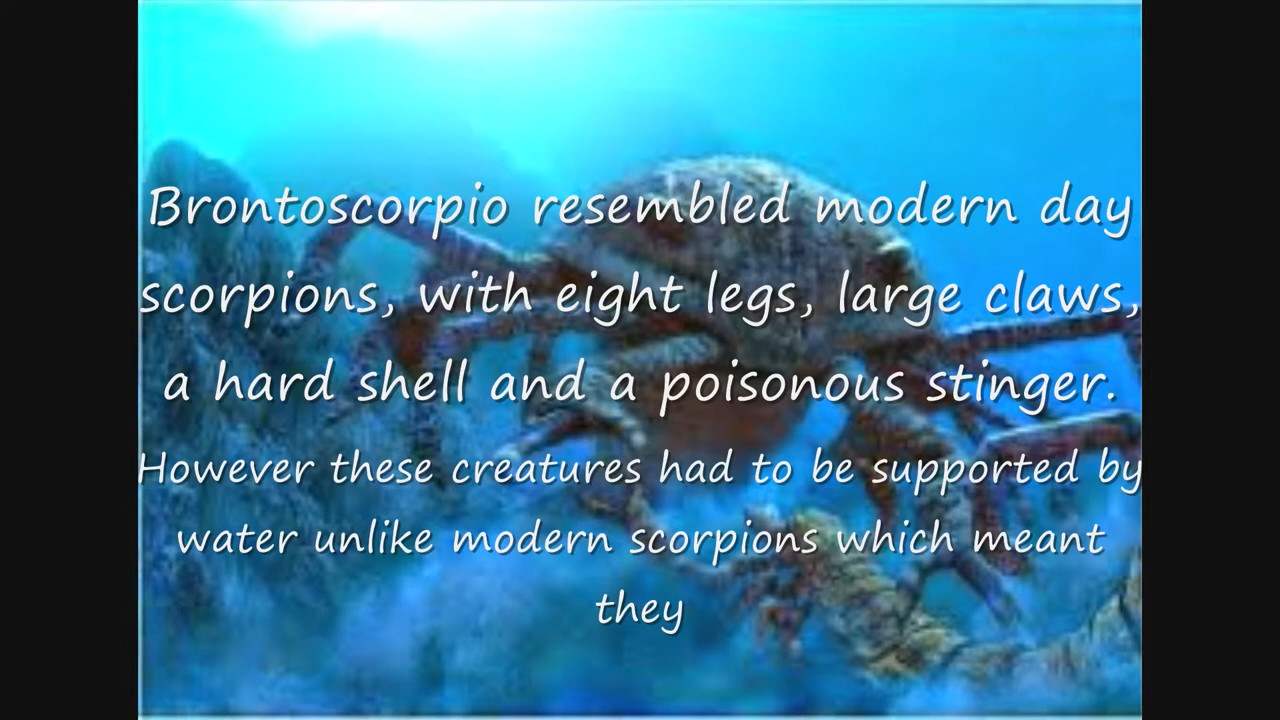 Brontoscorpio resembled modern day
scorpions, with eight legs, large claws,
a hard shell and a poisonous stinger.
However these creatures had to be supported by
water unlike modern scorpions which meant
they